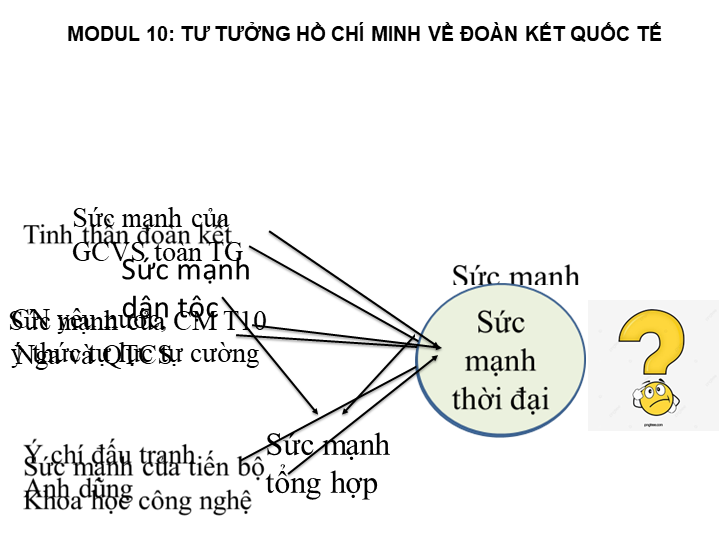 MODUL 10: TƯ TƯỞNG HỒ CHÍ MINH VỀ ĐOÀN KẾT QUỐC TẾ
Sức mạnh của
GCVS toàn TG
Tinh thần đoàn kết
Sức mạnh
dân tộc
Sức mạnh
Sức
mạnh
thời đại
CN yêu nước,
ý thức tự lực tự cường
Sức mạnh của CM T10
Nga và QTCS
Ý chí đấu tranh
Anh dũng
Sức mạnh của tiến bộ
Khoa học công nghệ
Sức mạnh
tổng hợp
pngtree.com